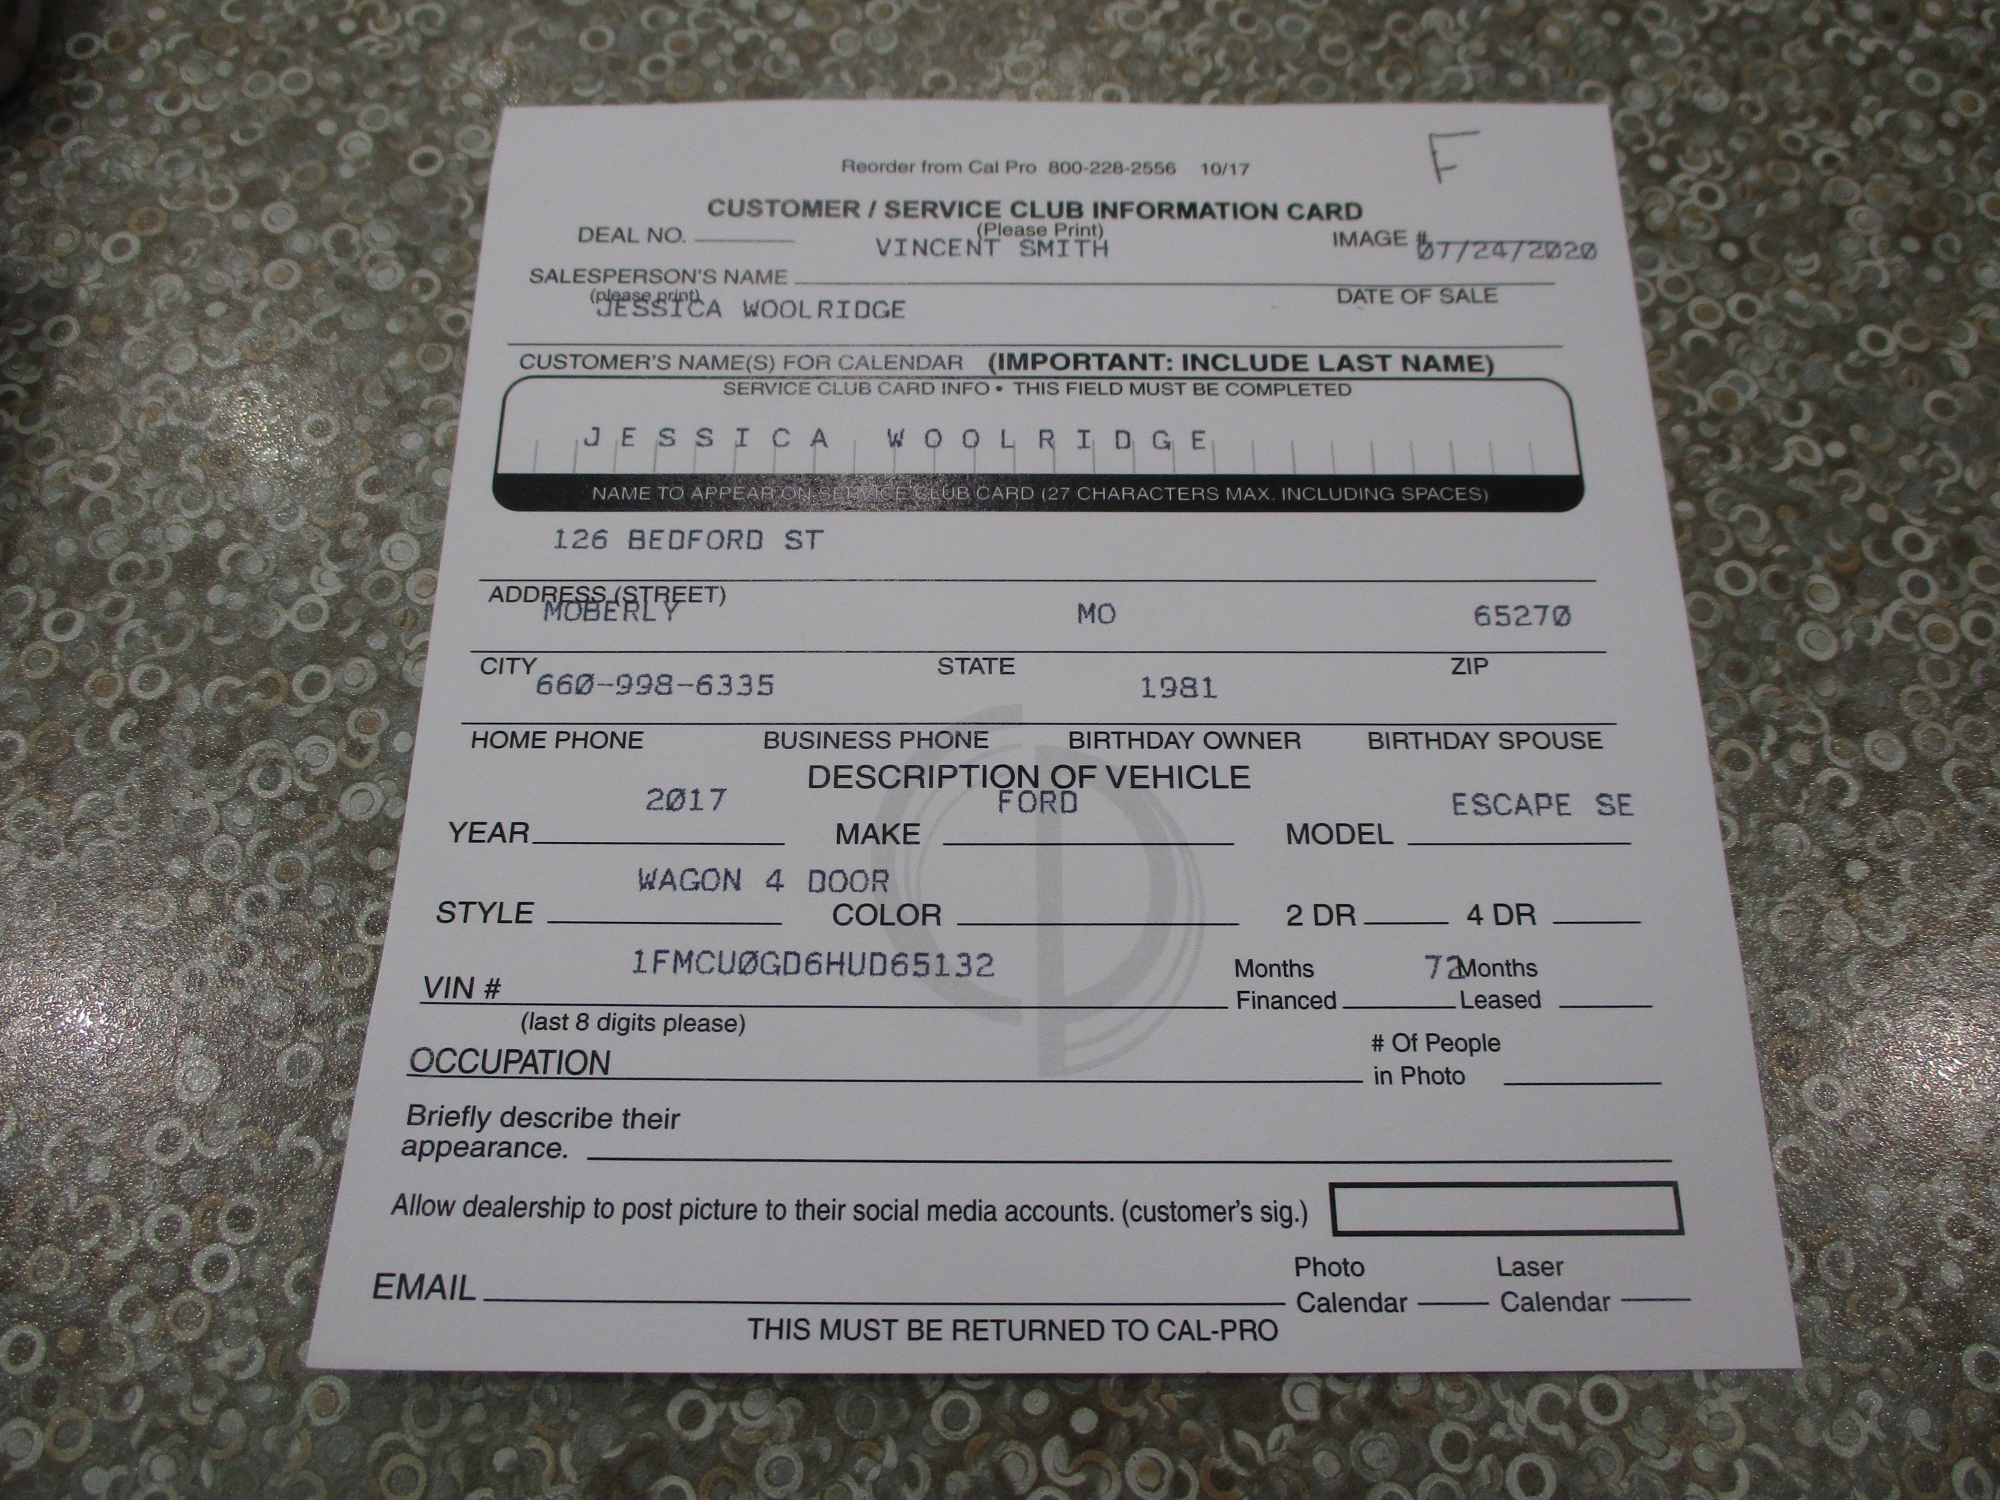 F
Reorder from Cal Pro 800-228-2556 10/17
CUSTOMER / SERVICE CLUB INFORMATION CARD
(Please Print)
DEAL NO.
VINCENT SMITH
IMAGE #
07/24/2020
SALESPERSON'S NAME
(please print)
DATE OF SALE
JESSICA WOOLRIDGE
CUSTOMER'S NAME(S) FOR CALENDAR (IMPORTANT: INCLUDE LAST NAME)
SERVICE CLUB CARD INFO • THIS FIELD MUST BE COMPLETED
JESSICA WOOLRIDGE
NAME TO APPEAR ON SERVICE CLUB CARD (27 CHARACTERS MAX. INCLUDING SPACES)
126 BEDFORD ST
ADDRESS (STREET)
MOBERLY MO 65270
CITY STATE ZIP
660-998-6335 1981
HOME PHONE BUSINESS PHONE BIRTHDAY OWNER BIRTHDAY SPOUSE
DESCRIPTION OF VEHICLE
2017 FORD ESCAPE SE
YEAR MAKE MODEL
WAGON 4 DOOR
STYLE COLOR 2 DR 4 DR
1FMCU0GD6HUD65132
Months 72 Months
VIN # Financed Leased
(last 8 digits please)
# Of People
OCCUPATION in Photo
Briefly describe their
appearance.
Allow dealership to post picture to their social media accounts. (customer's sig.)
Photo Laser
EMAIL Calendar Calendar
THIS MUST BE RETURNED TO CAL-PRO